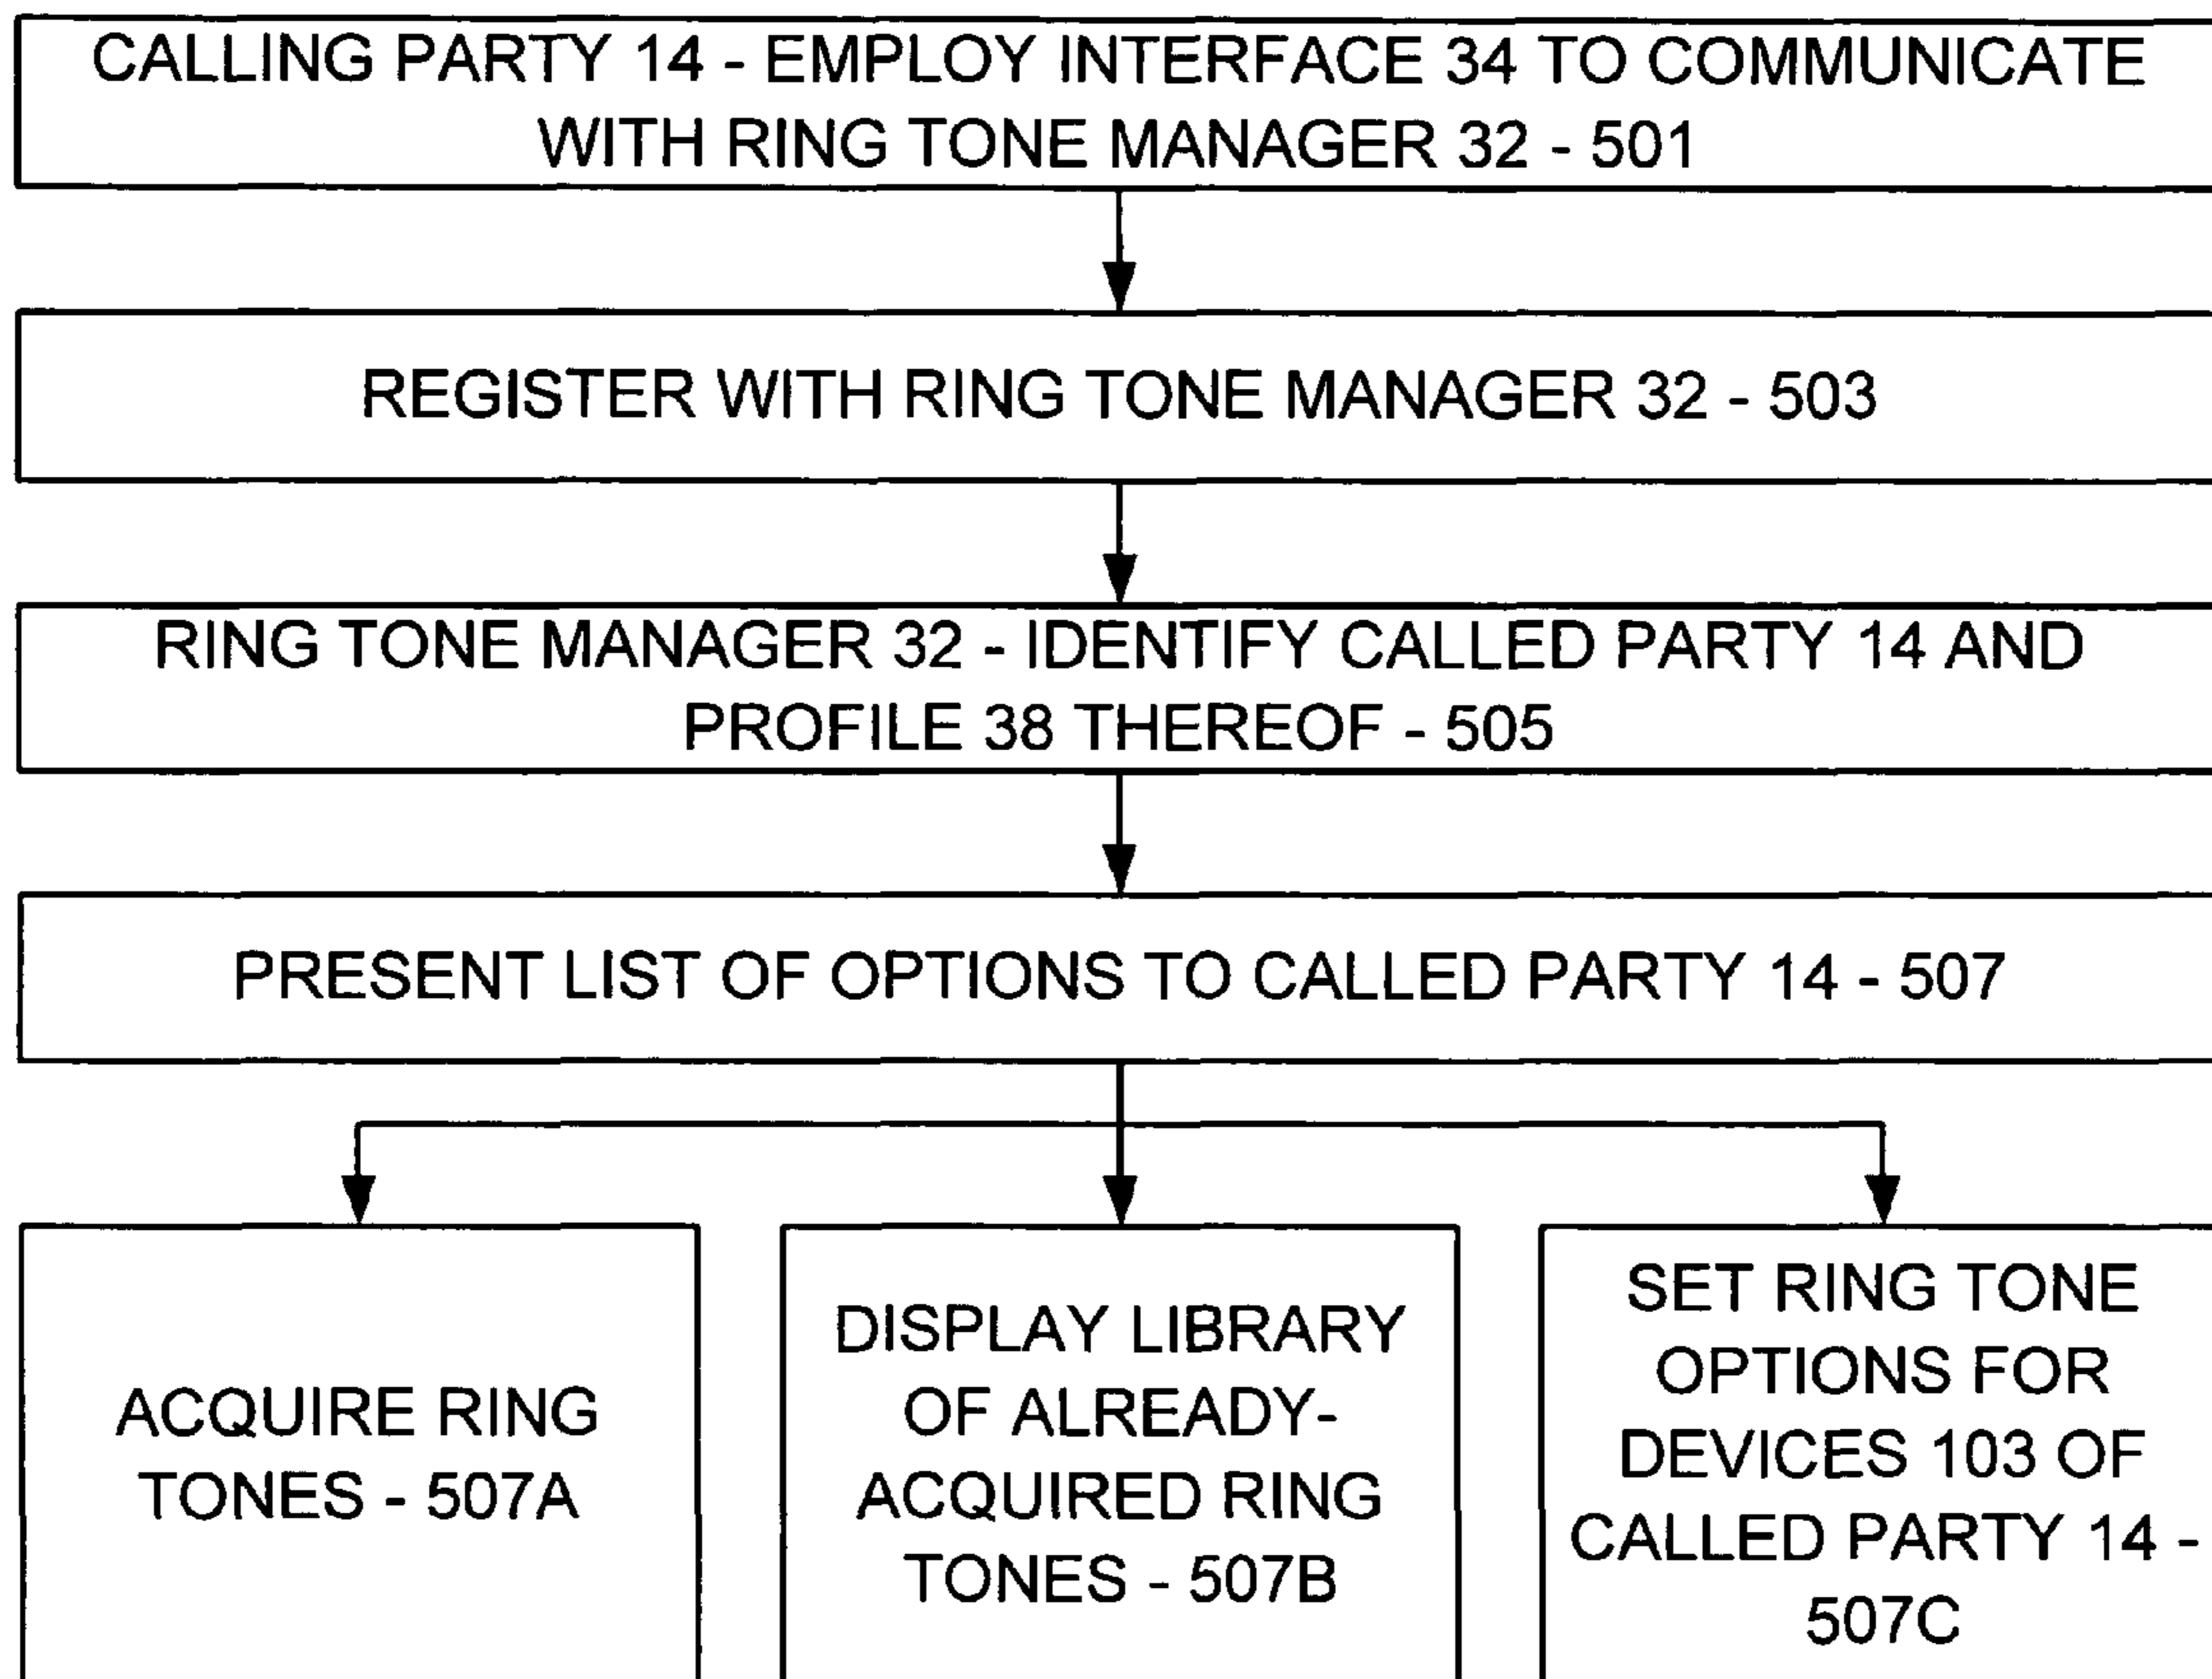 CALLING PARTY 14 - EMPLOY INTERFACE 34 TO COMMUNICATE
WITH RING TONE MANAGER 32 - 501
REGISTER WITH RING TONE MANAGER 32 - 503
RING TONE MANAGER 32 - IDENTIFY CALLED PARTY 14 AND
PROFILE 38 THEREOF - 505
PRESENT LIST OF OPTIONS TO CALLED PARTY 14 - 507
ACQUIRE RING
TONES - 507A
DISPLAY LIBRARY
OF ALREADY-
ACQUIRED RING
TONES - 507B
SET RING TONE
OPTIONS FOR
DEVICES 103 OF
CALLED PARTY 14 -
507C